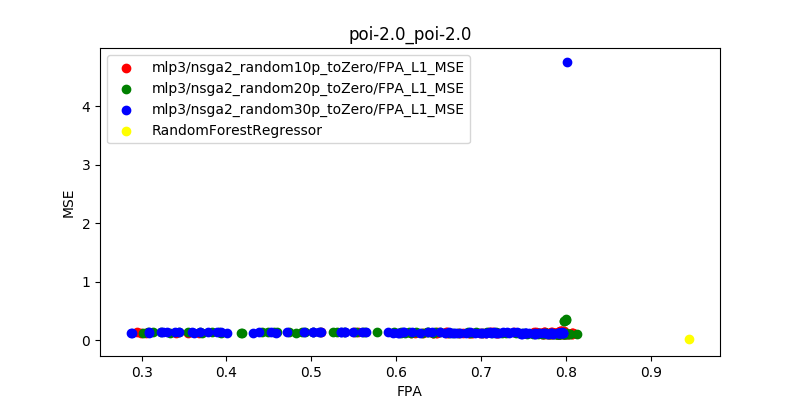 poi-2.0_poi-2.0
mlp3/nsga2_random10p_toZero/FPA_L1_MSE
mlp3/nsga2_random20p_toZero/FPA_L1_MSE
mlp3/nsga2_random30p_toZero/FPA_L1_MSE
RandomForestRegressor
MSE
4
3
2
1
0
0.3 0.4 0.5 0.6 0.7 0.8 0.9
FPA